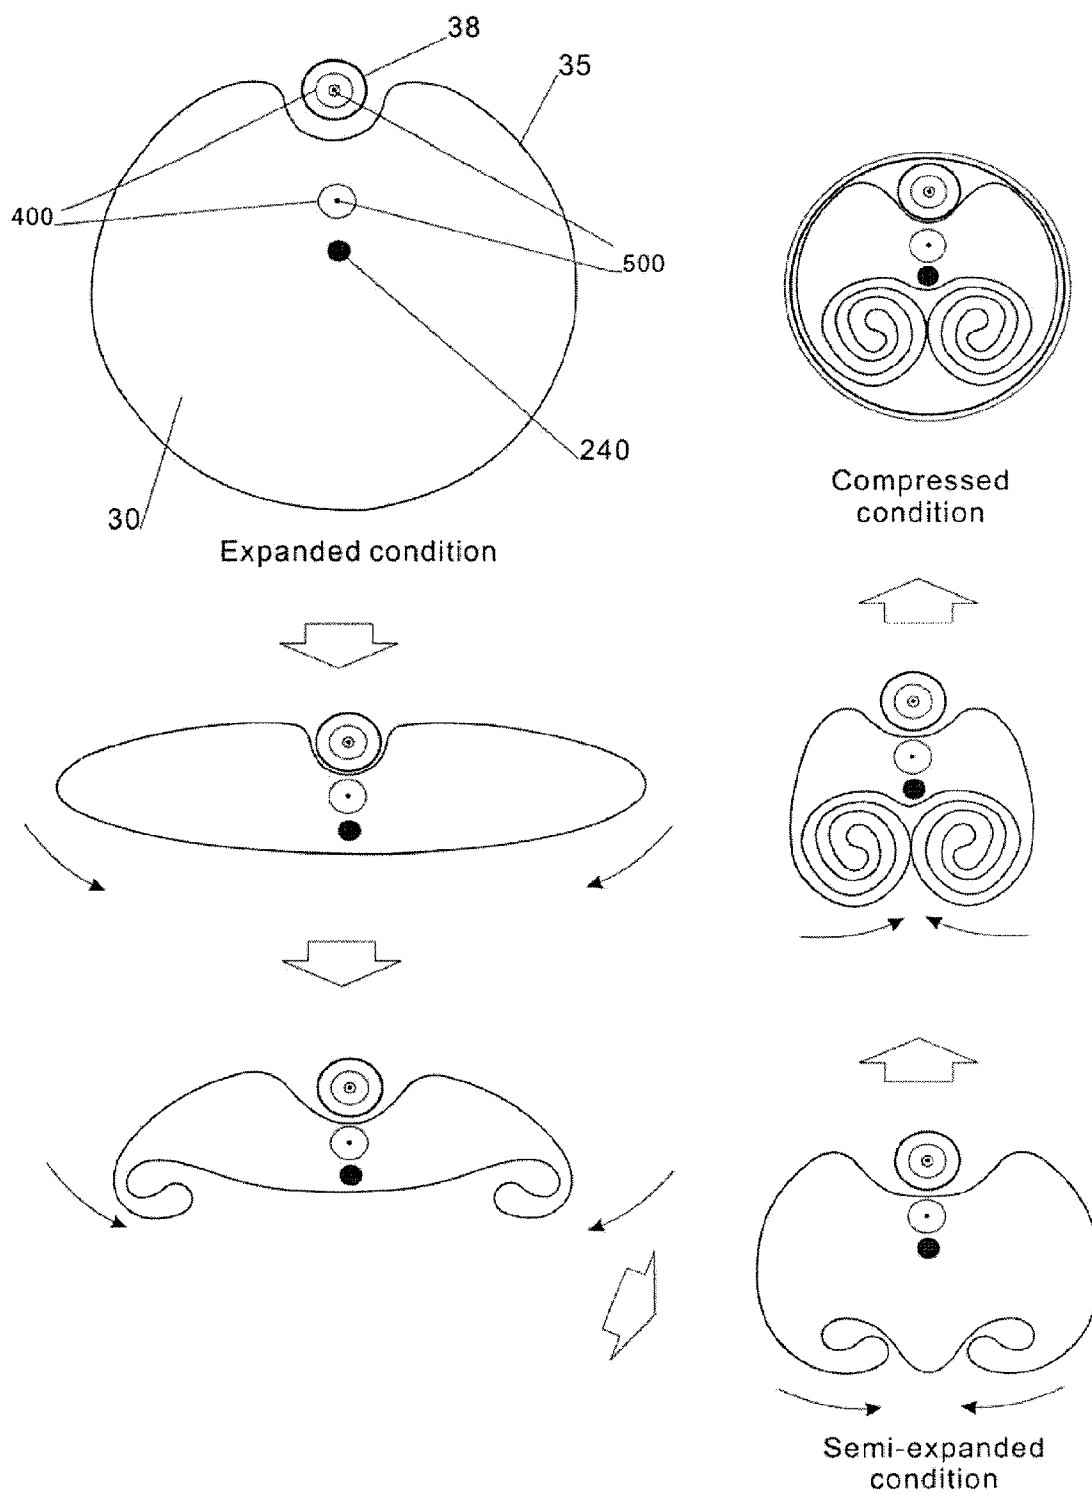 38
35
400
500
240
30
Expanded condition
Compressed
condition
Semi-expanded
condition